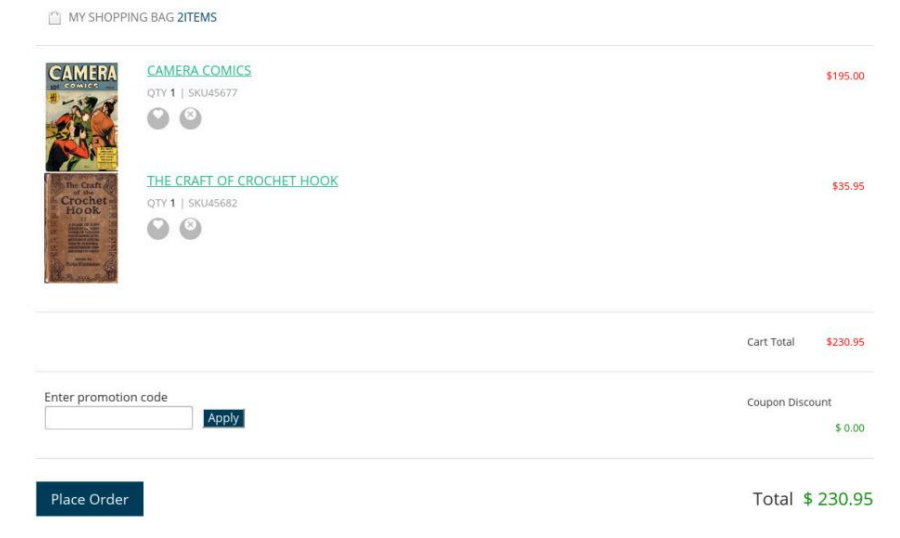 MY SHOPPING BAG 2ITEMS
CAMERA
COMICS
CAMERA COMICS
$195.00
QTY 1 | SKU45677
The Craft
of the
Crochet
Hook
THE CRAFT OF CROCHET HOOK
$35.95
QTY 1 | SKU45682
Cart Total $230.95
Enter promotion code
Apply
Coupon Discount
$ 0.00
Place Order
Total $ 230.95